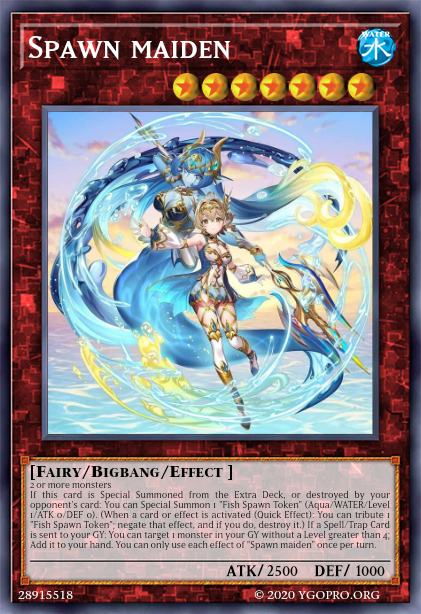 Spawn maiden
WATER
水
[Fairy/Bigbang/Effect ]
2 or more monsters
If this card is Special Summoned from the Extra Deck, or destroyed by your
opponent's card: You can Special Summon 1 "Fish Spawn Token" (Aqua/WATER/Level
1/ATK 0/DEF 0). (When a card or effect is activated (Quick Effect): You can tribute 1
"Fish Spawn Token"; negate that effect, and if you do, destroy it.) If a Spell/Trap Card
is sent to your GY: You can target 1 monster in your GY without a Level greater than 4;
Add it to your hand. You can only use each effect of "Spawn maiden" once per turn.
ATK/ 2500 DEF/ 1000
28915518 © 2020 YGOPRO.ORG